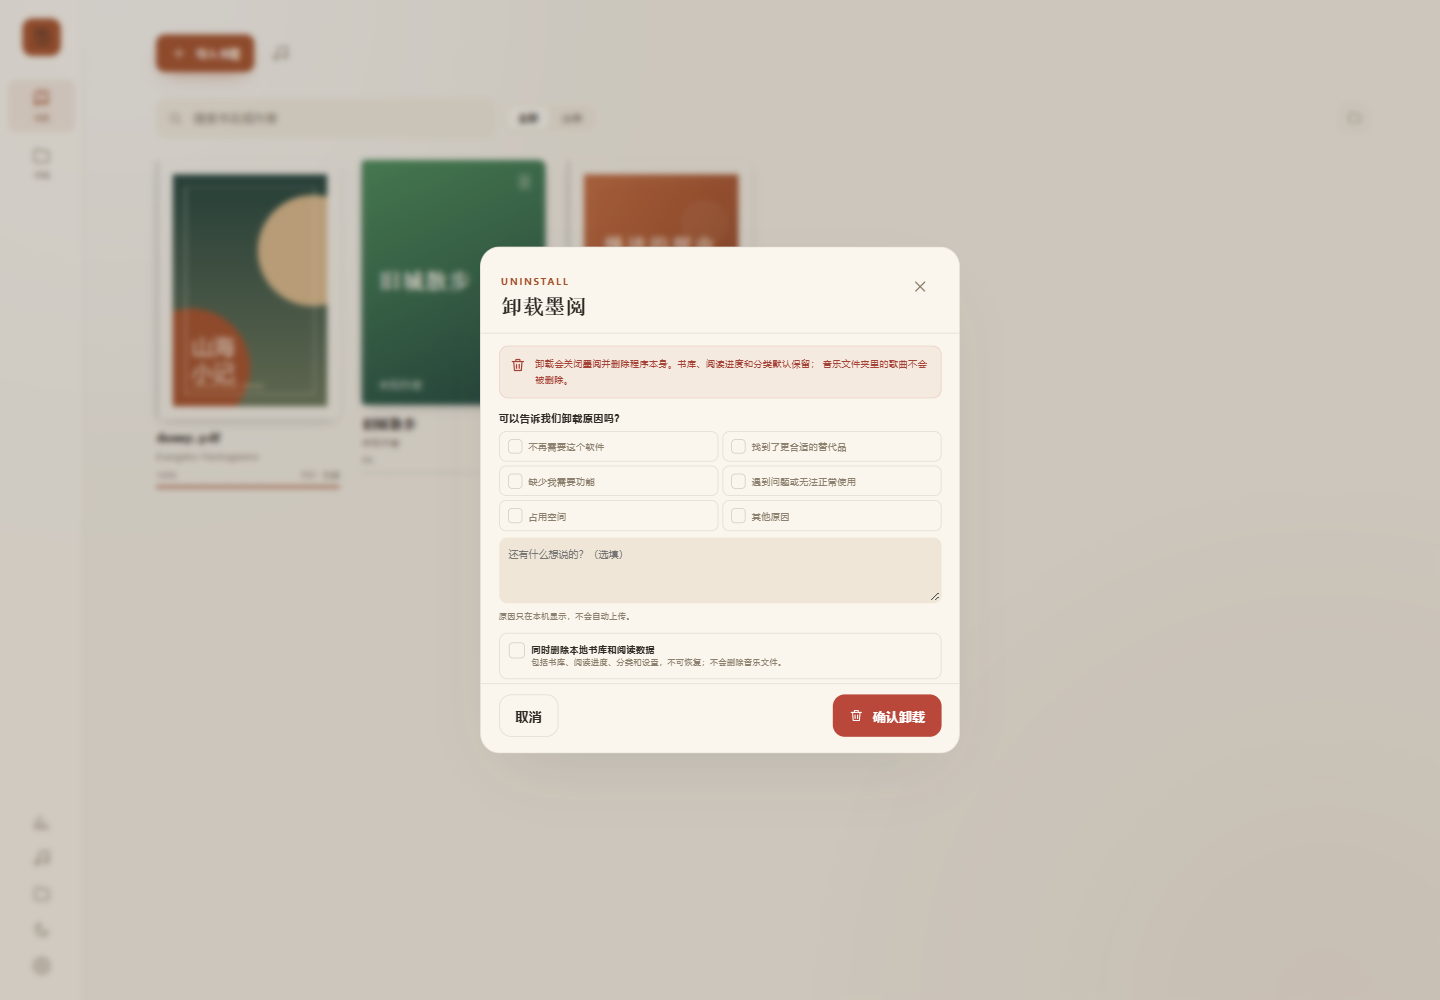 山海
小记
旧城散步
UNINSTALL
卸载墨阅
卸载会关闭墨阅并删除程序本身。书库、阅读进度和分类默认保留； 音乐文件夹里的歌曲不会
被删除。
可以告诉我们卸载原因吗？
不再需要这个软件
找到了更合适的替代品
缺少我需要功能
遇到问题或无法正常使用
占用空间
其他原因
还有什么想说的？（选填）
原因只在本机显示，不会自动上传。
同时删除本地书库和阅读数据
包括书库、阅读进度、分类和设置，不可恢复；不会删除音乐文件。
取消
确认卸载